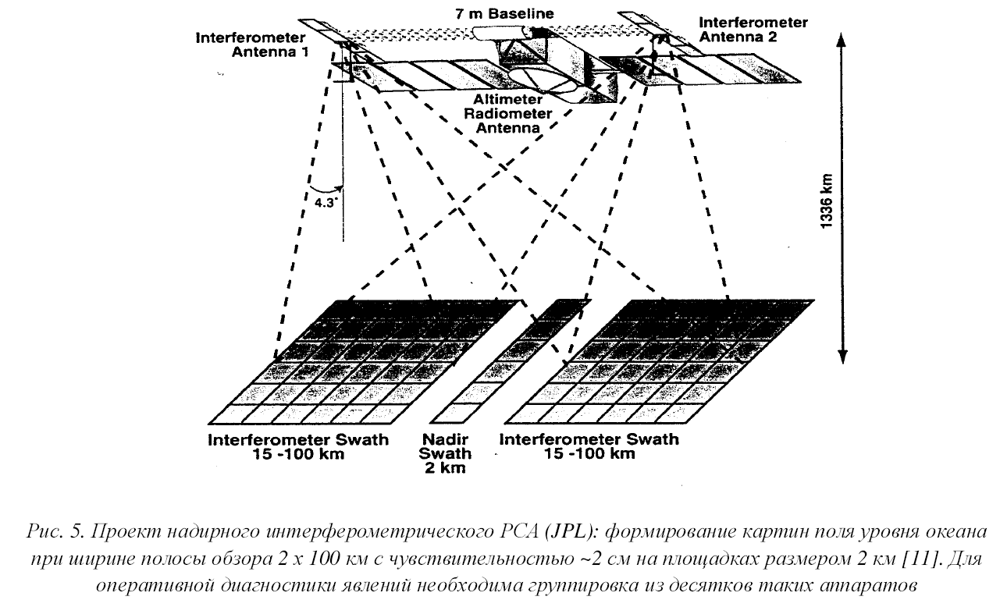 7 m Baseline
Interferometer
Antenna 1
Interferometer
Antenna 2
Altimeter
Radiometer
Antenna
4.3°
1336 km
Interferometer Swath
15 -100 km
Nadir
Swath
2 km
Interferometer Swath
15 -100 km
Рис. 5. Проект надирного интерферометрического РСА (JPL): формирование картин поля уровня океана
при ширине полосы обзора 2 х 100 км с чувствительностью ~2 см на площадках размером 2 км [11]. Для
оперативной диагностики явлений необходима группировка из десятков таких аппаратов